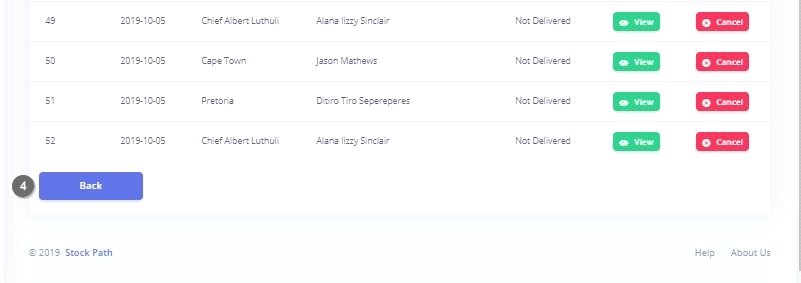 49 2019-10-05 Chief Albert Luthuli Alana lizzy Sinclair Not Delivered View Cancel
50 2019-10-05 Cape Town Jason Mathews Not Delivered View Cancel
51 2019-10-05 Pretoria Ditiro Tiro Sepereperes Not Delivered View Cancel
52 2019-10-05 Chief Albert Luthuli Alana lizzy Sinclair Not Delivered View Cancel
4 Back
© 2019 Stock Path Help About Us